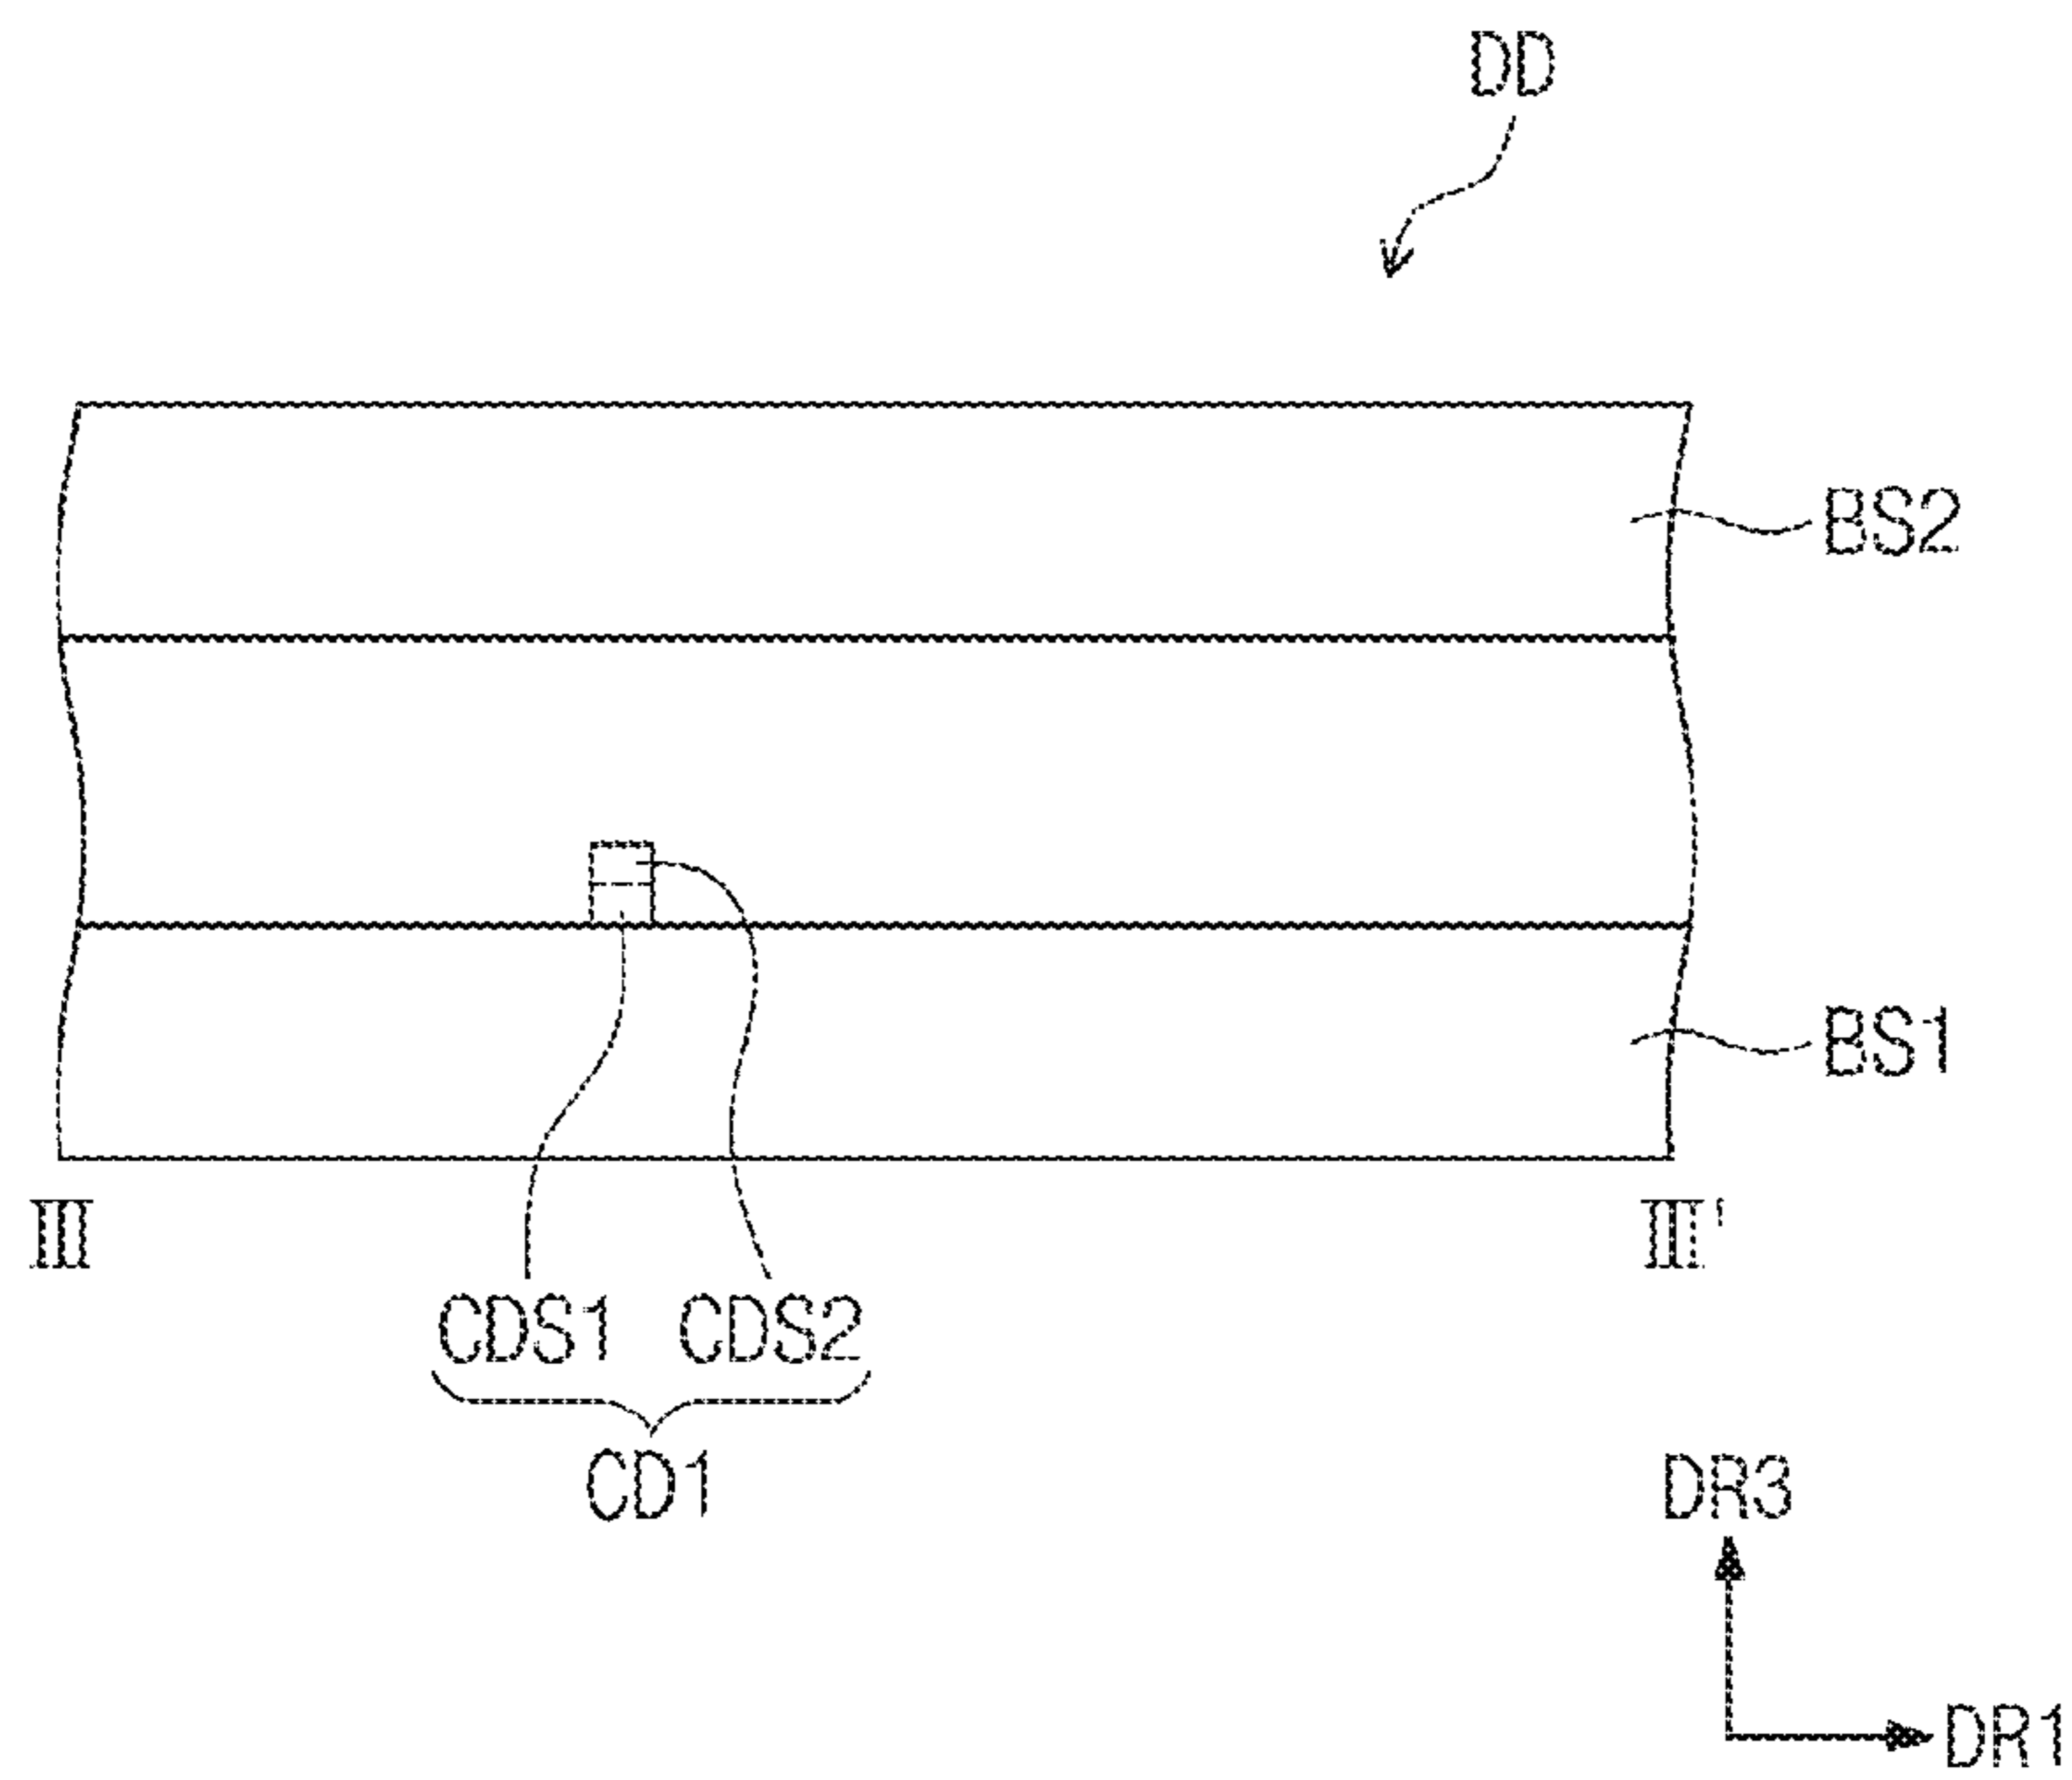 DD
BS2
BS1
III III'
CDS1 CDS2
CD1
DR3
DR1